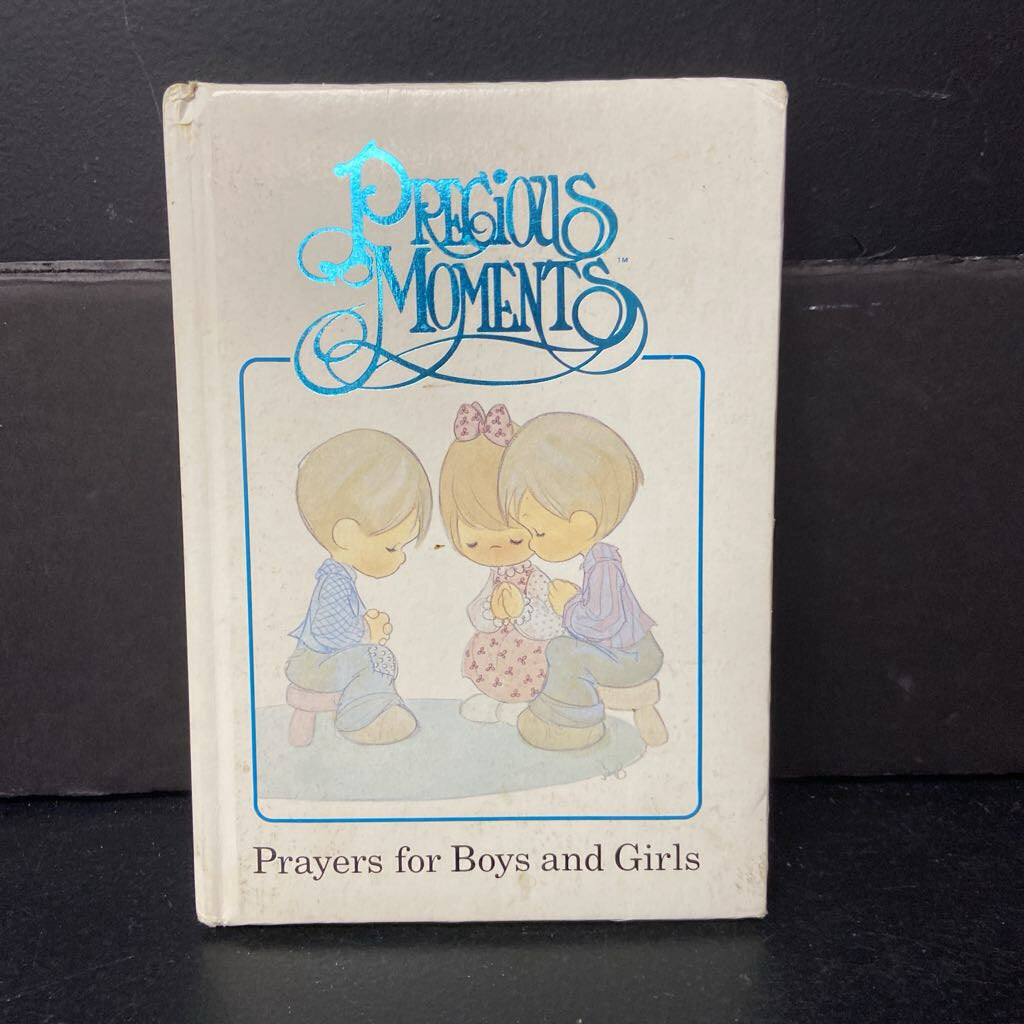 PRECIOUS
MOMENTS™
Prayers for Boys and Girls